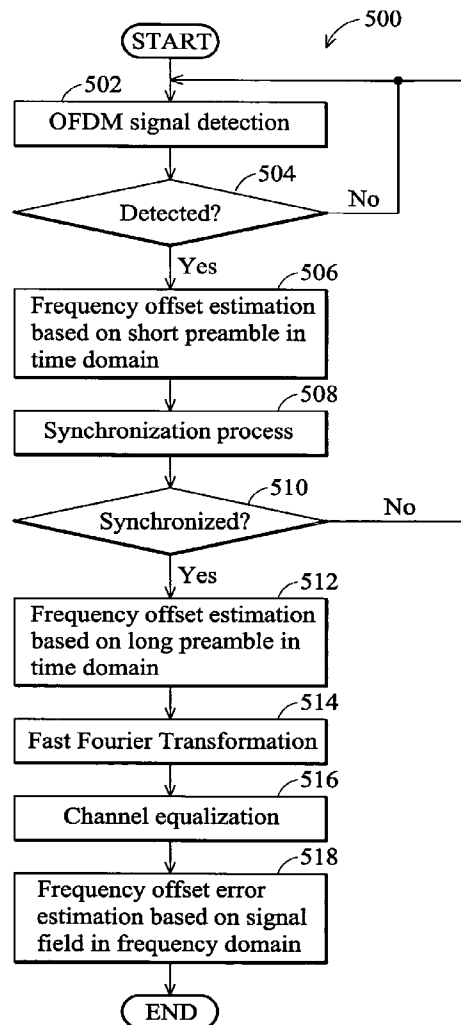 START
500
502
OFDM signal detection
504
Detected?
No
Yes
506
Frequency offset estimation
based on short preamble in
time domain
508
Synchronization process
510
Synchronized?
No
Yes
512
Frequency offset estimation
based on long preamble in
time domain
514
Fast Fourier Transformation
516
Channel equalization
518
Frequency offset error
estimation based on signal
field in frequency domain
END